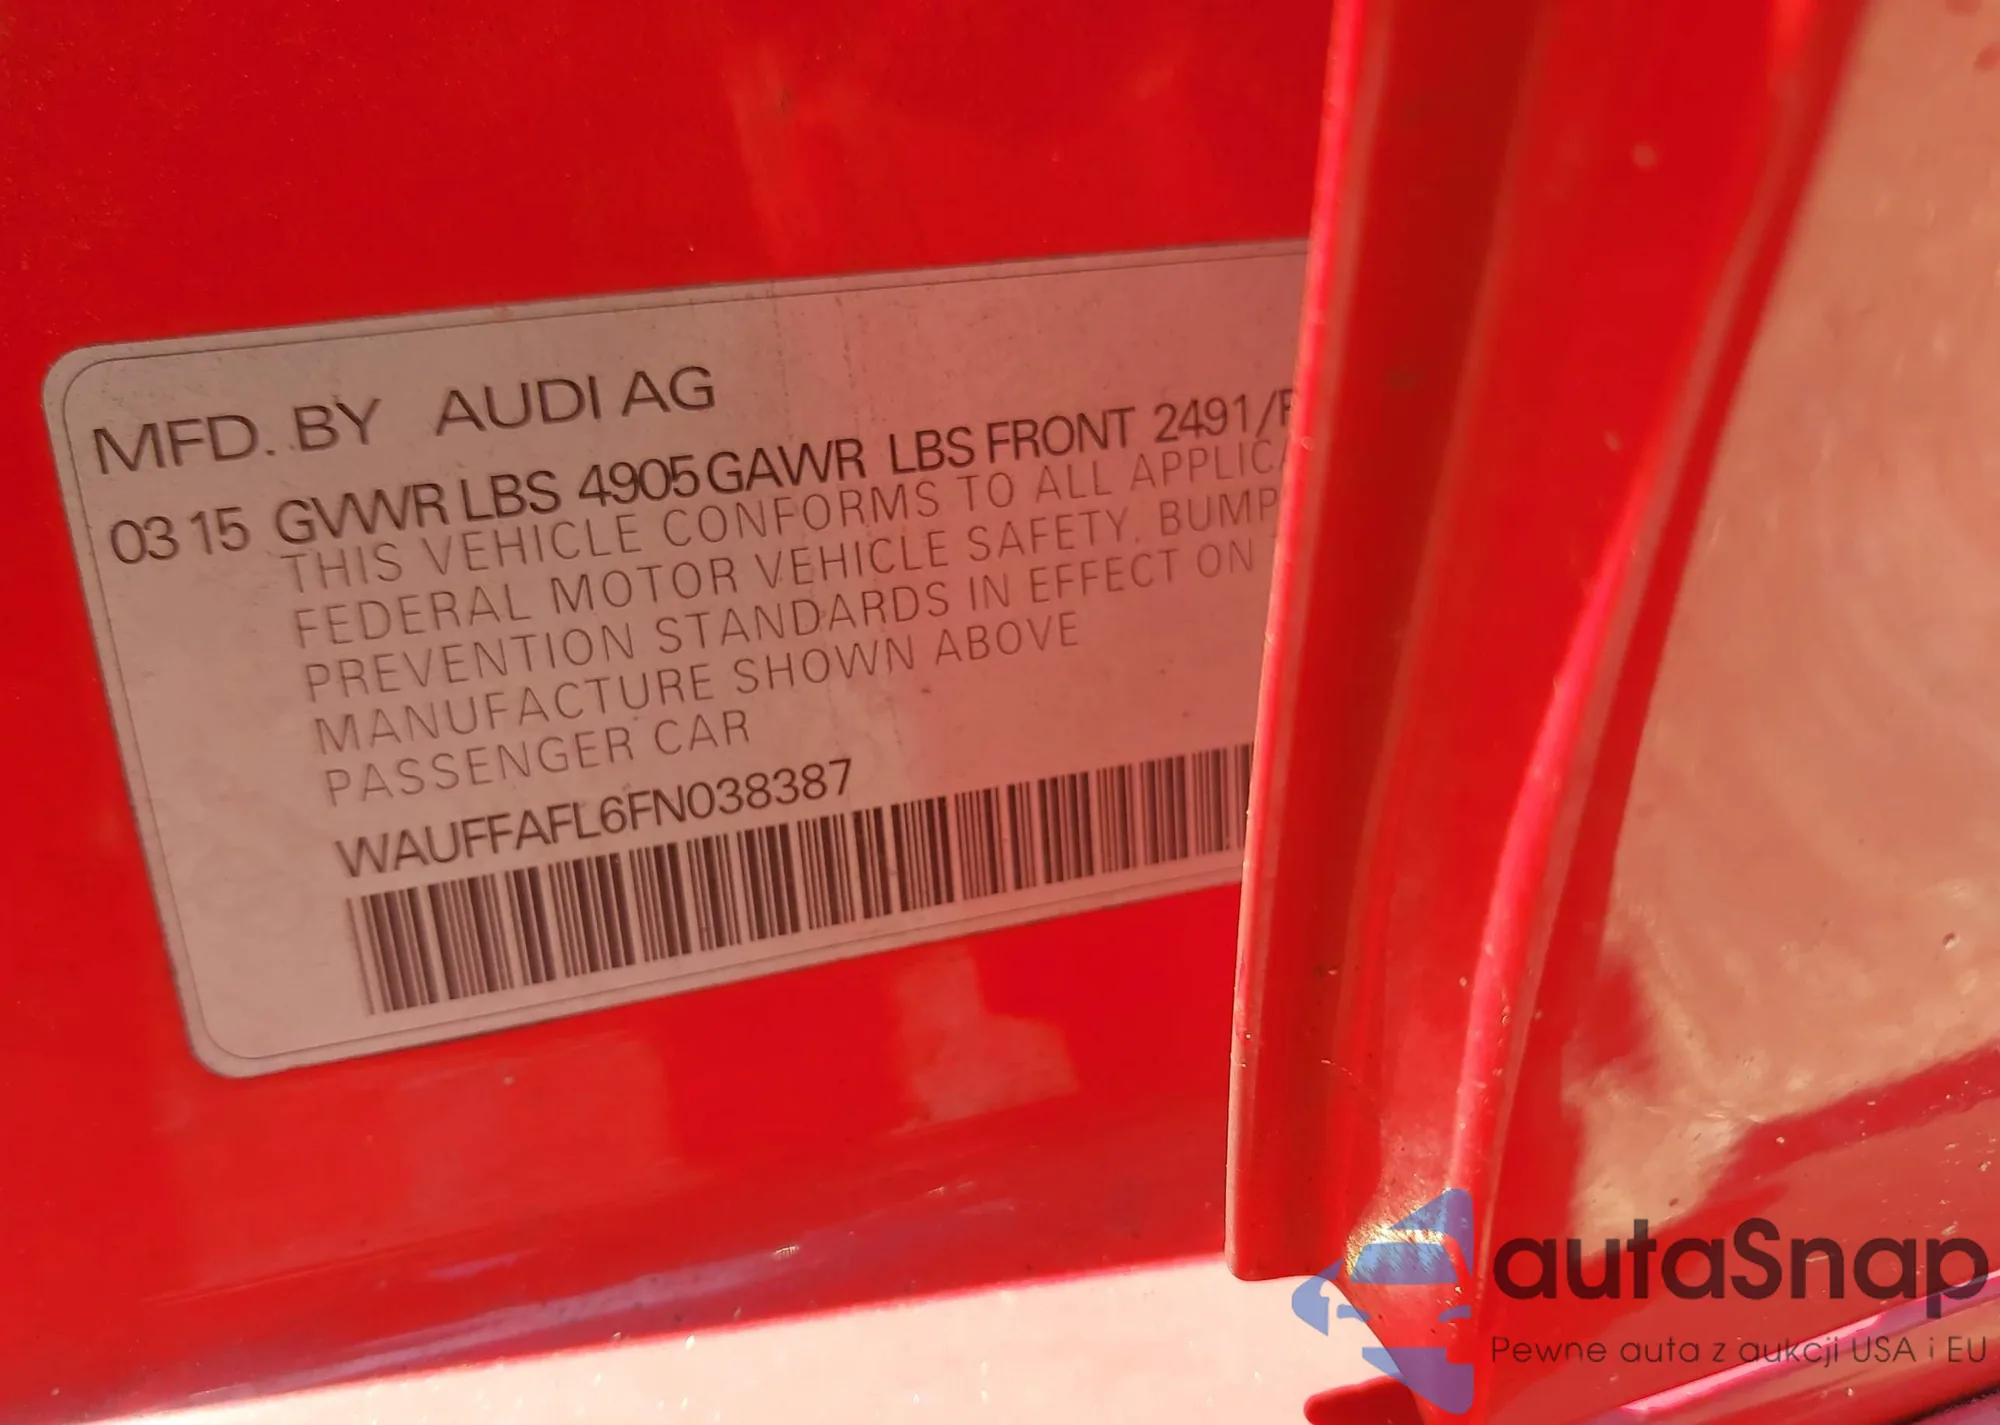 MFD. BY AUDI AG
03 15 GVWR LBS 4905 GAWR LBS FRONT 2491 /
THIS VEHICLE CONFORMS TO ALL
FEDERAL MOTOR VEHICLE SAFETY, BUMP
PREVENTION STANDARDS IN EFFECT ON
MANUFACTURE SHOWN ABOVE
PASSENGER CAR
WAUFFAFL6FN038387
autaSnap
Pewne auta z aukcji USA i EU